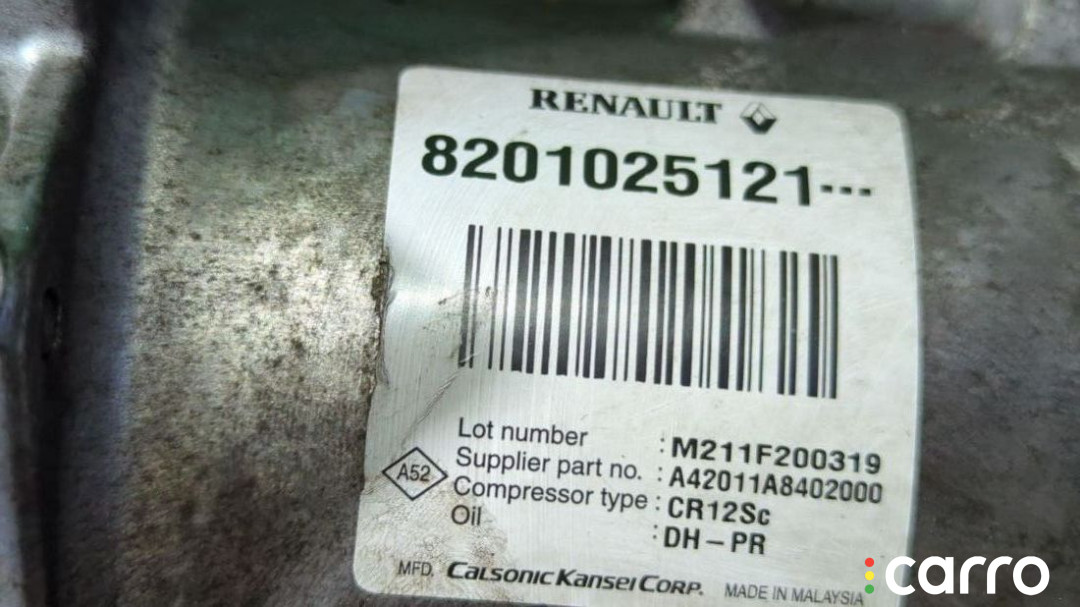 RENAULT
8201025121---
Lot number : M211F200319
Supplier part no. : A42011A8402000
A52
Compressor type : CR12Sc
Oil : DH-PR
MFD. CALSONIC KANSEI CORP. MADE IN MALAYSIA
carro